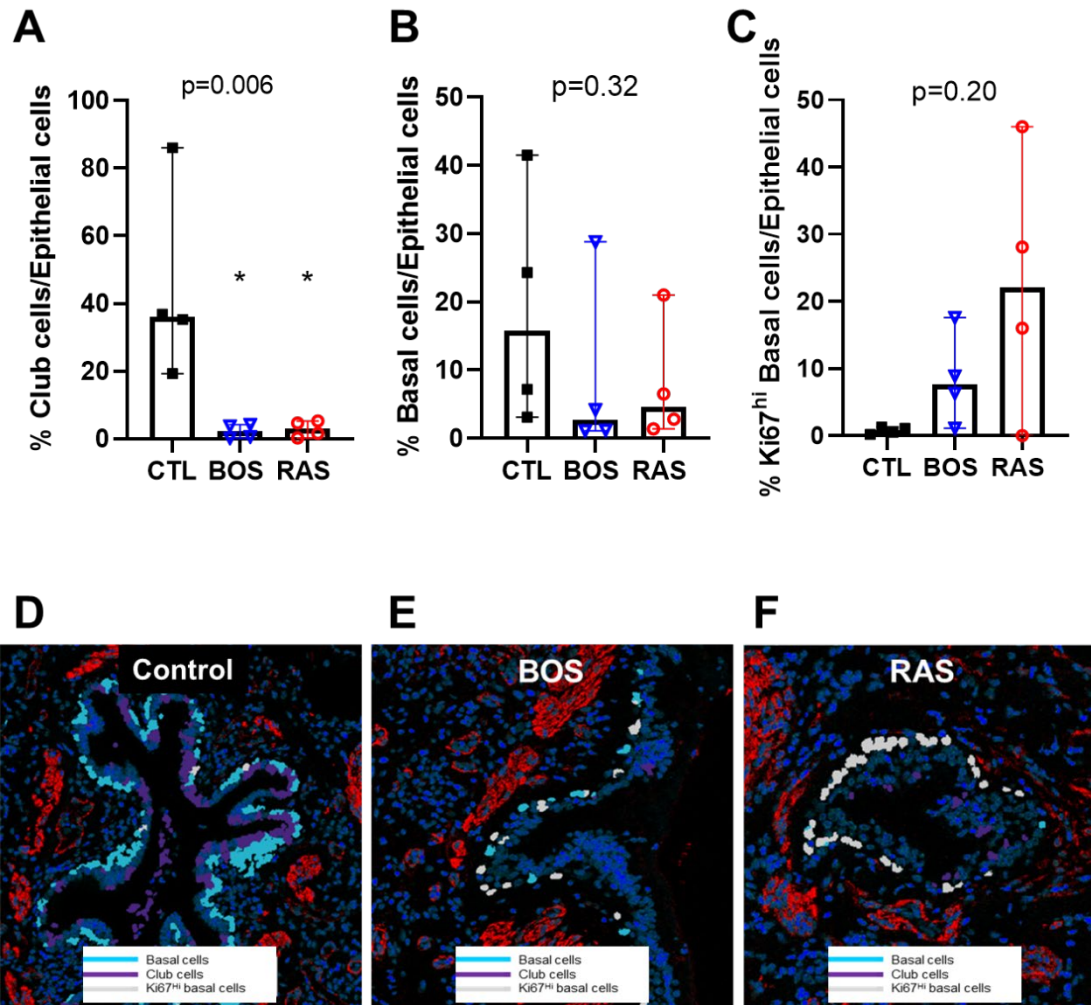 A
p=0.006
% Club cells/Epithelial cells
100
80
60
40
20
0
* *
CTL BOS RAS
B
p=0.32
% Basal cells/Epithelial cells
50
40
30
20
10
0
CTL BOS RAS
C
p=0.20
% Ki67hi Basal cells/Epithelial cells
50
40
30
20
10
0
CTL BOS RAS
D
Control
Basal cells
Club cells
Ki67Hi basal cells
E
BOS
Basal cells
Club cells
Ki67Hi basal cells
F
RAS
Basal cells
Club cells
Ki67Hi basal cells